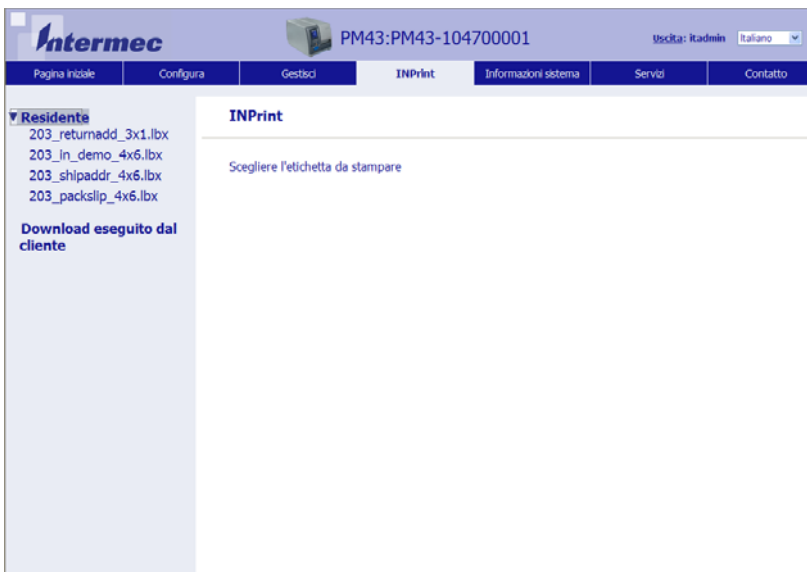 Intermec
PM43:PM43-104700001
Uscita: itadmin
Italiano
Pagina iniziale
Configura
Gestisci
INPrint
Informazioni sistema
Servizi
Contatto
Residente
203_returnadd_3x1.lbx
203_in_demo_4x6.lbx
203_shipaddr_4x6.lbx
203_packslip_4x6.lbx
Download eseguito dal
cliente
INPrint
Scegliere l'etichetta da stampare